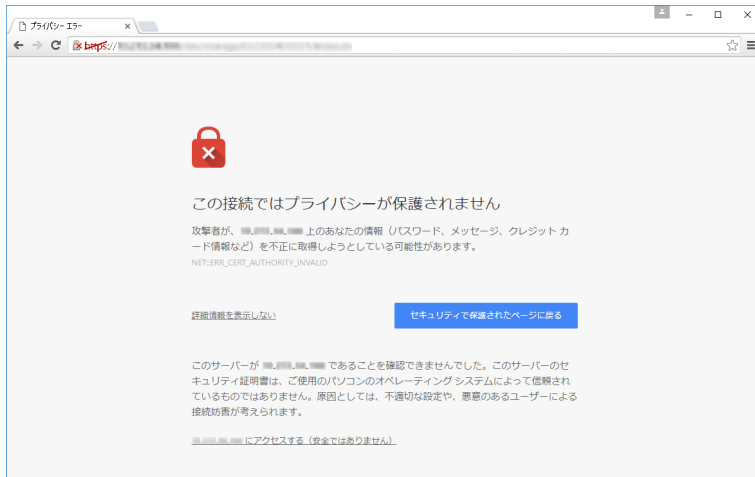 プライバシー エラー
https://
この接続ではプライバシーが保護されません
攻撃者が、 上のあなたの情報（パスワード、メッセージ、クレジット カ
ード情報など）を不正に取得しようとしている可能性があります。
NET::ERR_CERT_AUTHORITY_INVALID
詳細情報を表示しない
セキュリティで保護されたページに戻る
このサーバーが であることを確認できませんでした。このサーバーのセ
キュリティ証明書は、ご使用のパソコンのオペレーティング システムによって信頼され
ているものではありません。原因としては、不適切な設定や、悪意のあるユーザーによる
接続妨害が考えられます。
にアクセスする（安全ではありません）